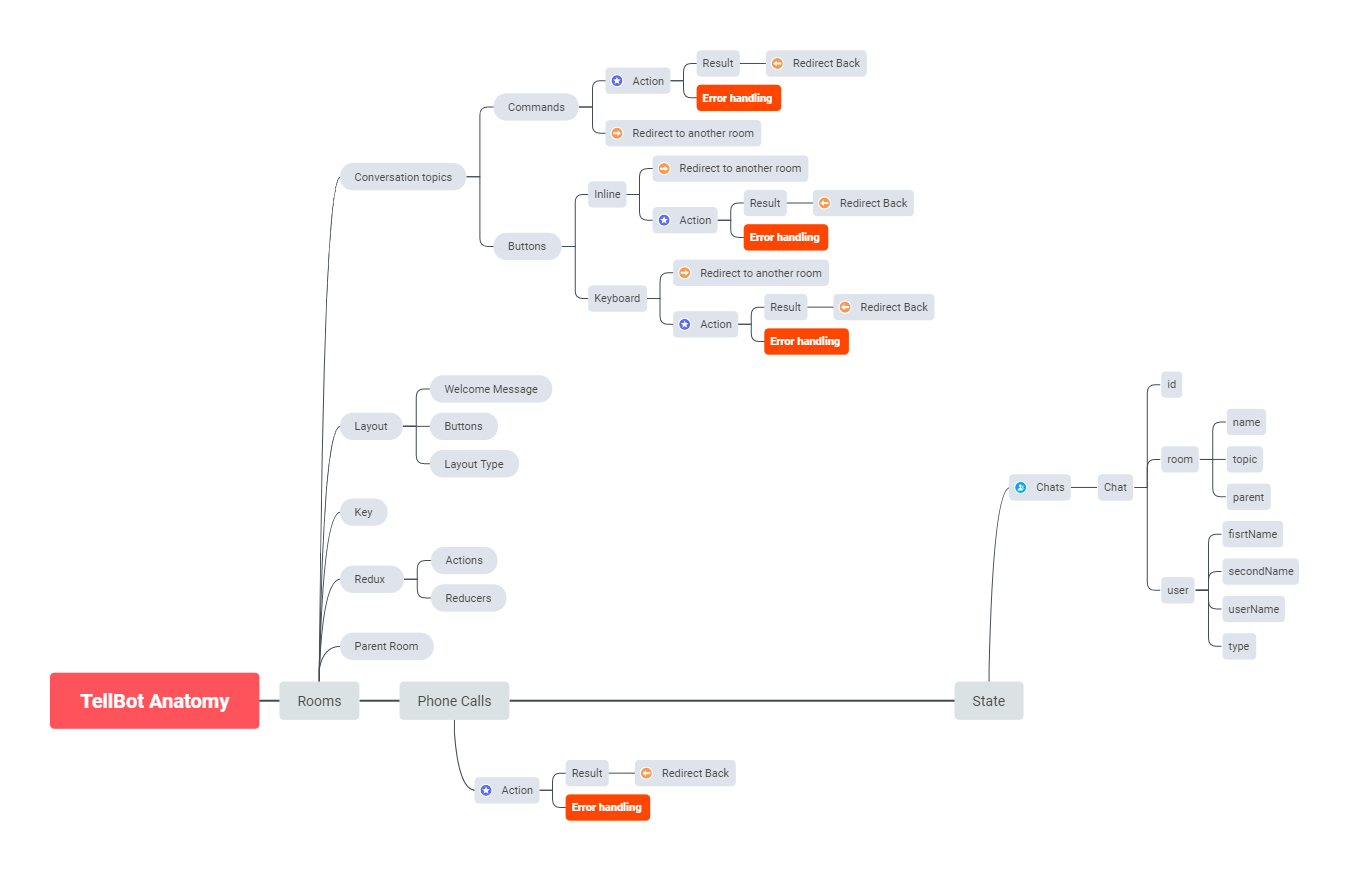 Result
Redirect Back
Action
Error handling
Commands
Redirect to another room
Conversation topics
Redirect to another room
Inline
Result
Redirect Back
Action
Error handling
Buttons
Redirect to another room
Keyboard
Result
Redirect Back
Action
Error handling
Welcome Message
Layout
Buttons
Layout Type
Key
Actions
Redux
Reducers
Parent Room
TellBot Anatomy
Rooms
Phone Calls
State
id
name
room
topic
parent
Chats
Chat
fisrtName
secondName
user
userName
type
Result
Redirect Back
Action
Error handling